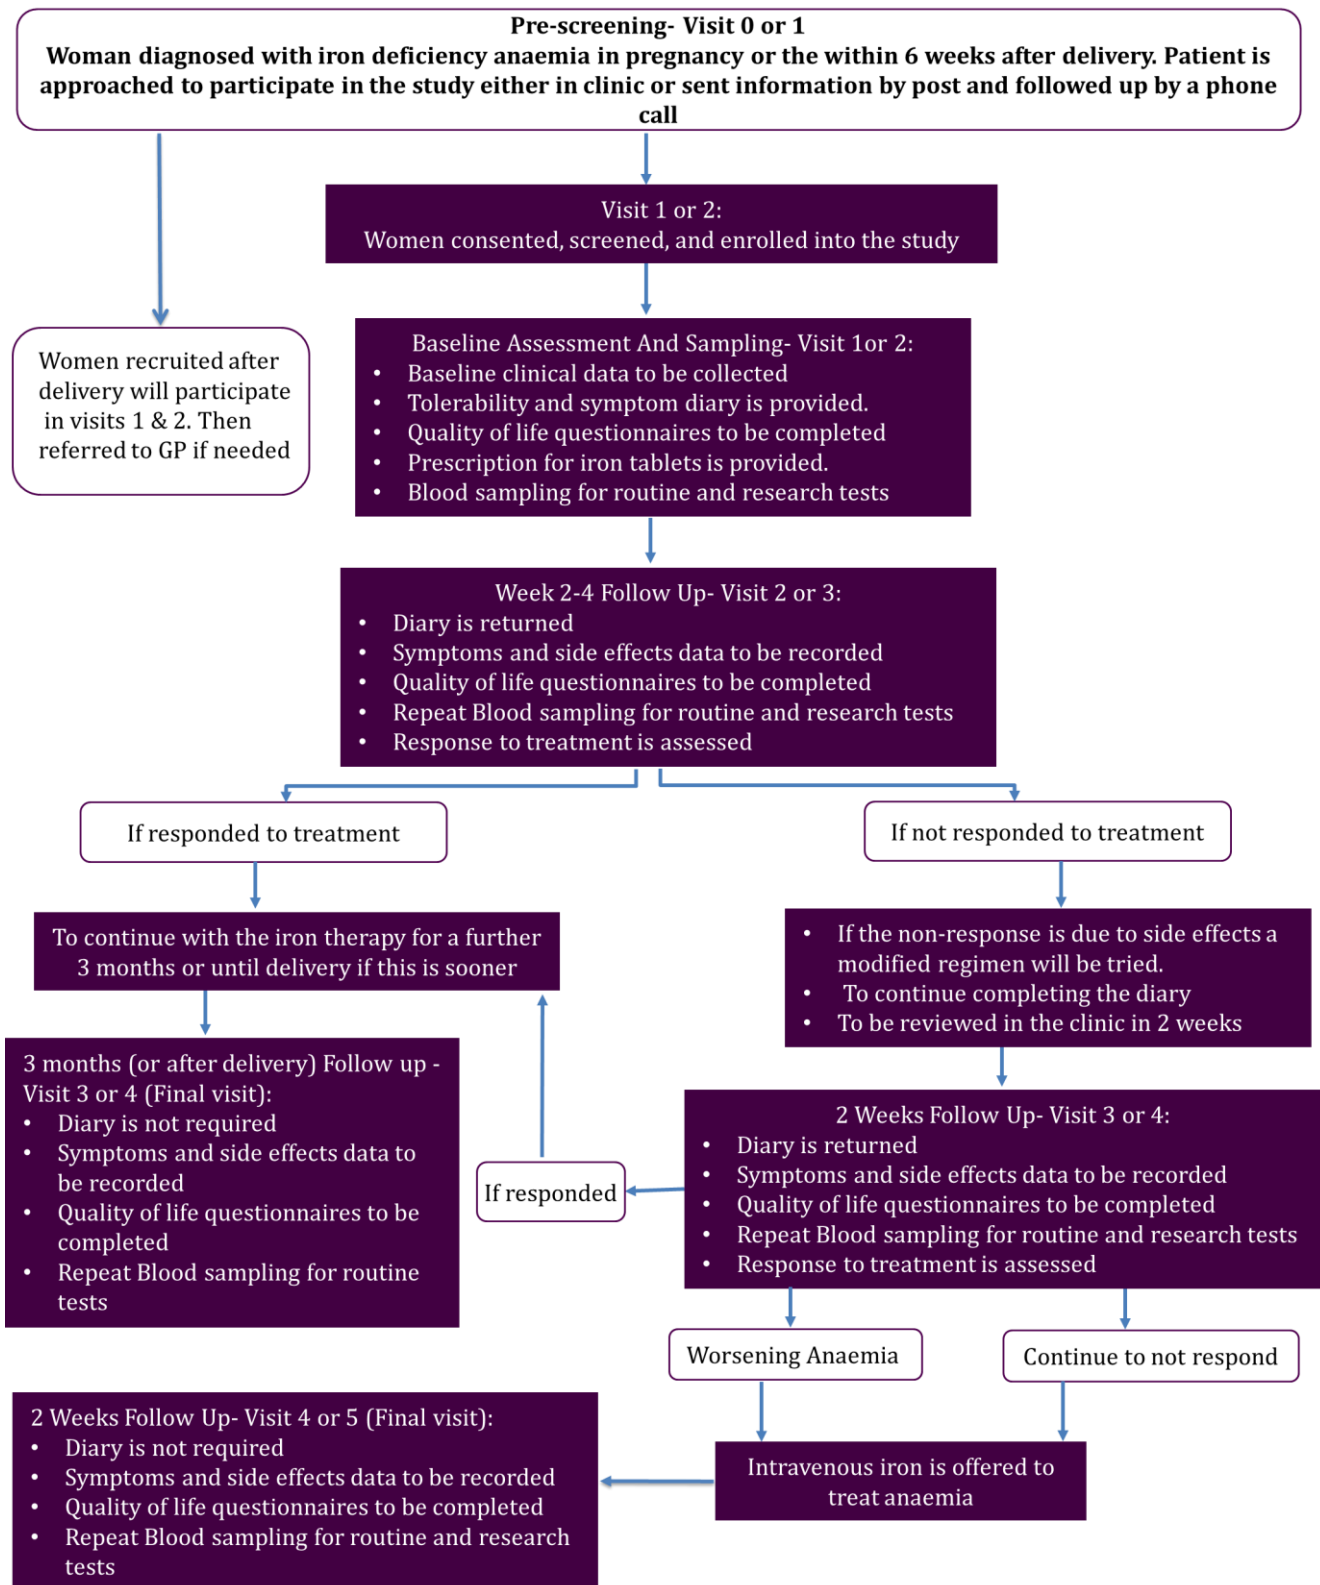 Pre-screening- Visit 0 or 1
Woman diagnosed with iron deficiency anaemia in pregnancy or the within 6 weeks after delivery. Patient is
approached to participate in the study either in clinic or sent information by post and followed up by a phone
call
Visit 1 or 2:
Women consented, screened, and enrolled into the study
Women recruited after
delivery will participate
in visits 1 & 2. Then
referred to GP if needed
Baseline Assessment And Sampling- Visit 1or 2:
• Baseline clinical data to be collected
• Tolerability and symptom diary is provided.
• Quality of life questionnaires to be completed
• Prescription for iron tablets is provided.
• Blood sampling for routine and research tests
Week 2-4 Follow Up- Visit 2 or 3:
• Diary is returned
• Symptoms and side effects data to be recorded
• Quality of life questionnaires to be completed
• Repeat Blood sampling for routine and research tests
• Response to treatment is assessed
If responded to treatment
If not responded to treatment
To continue with the iron therapy for a further
3 months or until delivery if this is sooner
• If the non-response is due to side effects a
modified regimen will be tried.
• To continue completing the diary
• To be reviewed in the clinic in 2 weeks
3 months (or after delivery) Follow up -
Visit 3 or 4 (Final visit):
• Diary is not required
• Symptoms and side effects data to
be recorded
• Quality of life questionnaires to be
completed
• Repeat Blood sampling for routine
tests
If responded
2 Weeks Follow Up- Visit 3 or 4:
• Diary is returned
• Symptoms and side effects data to be recorded
• Quality of life questionnaires to be completed
• Repeat Blood sampling for routine and research tests
• Response to treatment is assessed
Worsening Anaemia
Continue to not respond
2 Weeks Follow Up- Visit 4 or 5 (Final visit):
• Diary is not required
• Symptoms and side effects data to be recorded
• Quality of life questionnaires to be completed
• Repeat Blood sampling for routine and research
tests
Intravenous iron is offered to
treat anaemia